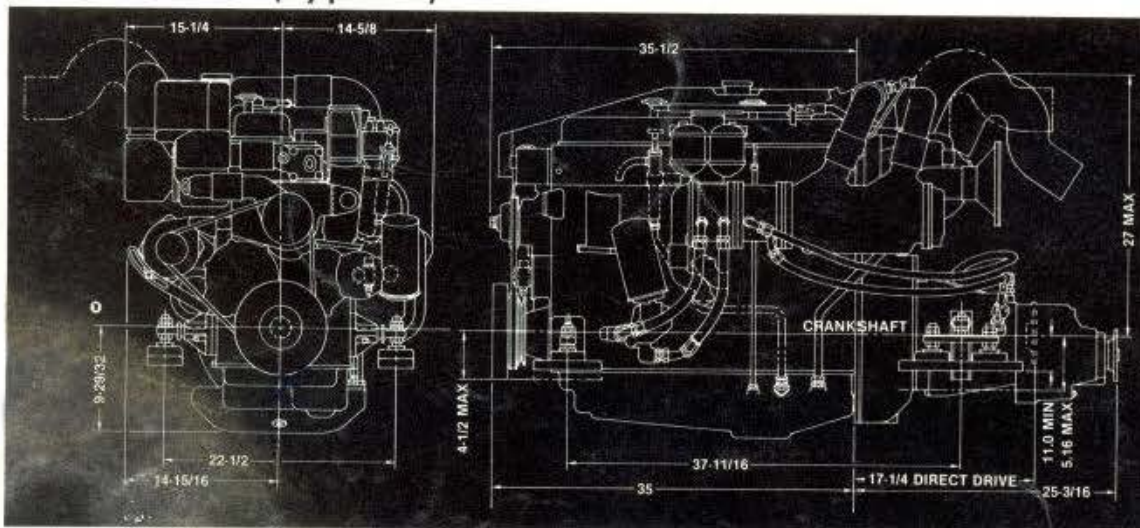 15-1/4
14-5/8
35-1/2
27 MAX
CRANKSHAFT
9-29/32
4-1/2 MAX
11.0 MIN
5.16 MAX
22-1/2
37-11/16
14-15/16
35
17-1/4 DIRECT DRIVE
25-3/16